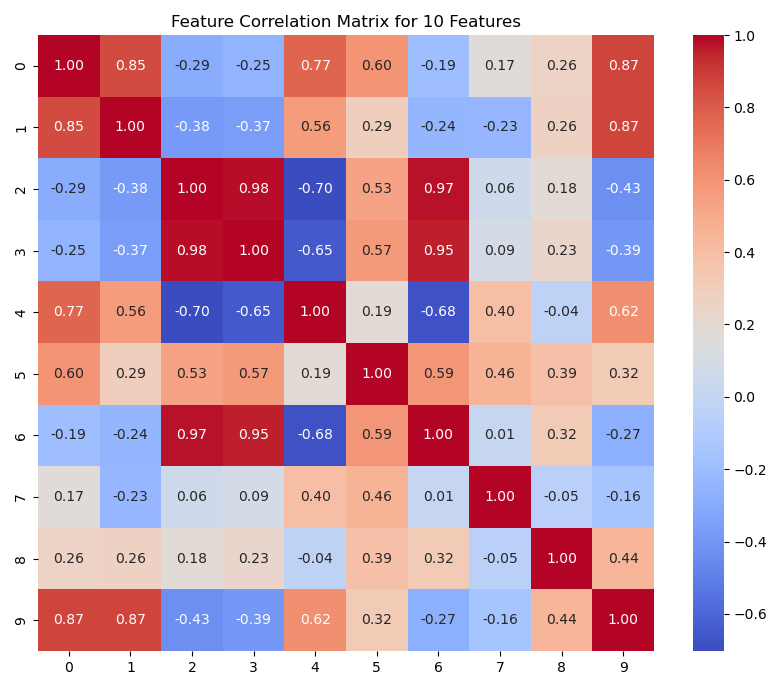 Feature Correlation Matrix for 10 Features
0 1.00 0.85 -0.29 -0.25 0.77 0.60 -0.19 0.17 0.26 0.87
1 0.85 1.00 -0.38 -0.37 0.56 0.29 -0.24 -0.23 0.26 0.87
2 -0.29 -0.38 1.00 0.98 -0.70 0.53 0.97 0.06 0.18 -0.43
3 -0.25 -0.37 0.98 1.00 -0.65 0.57 0.95 0.09 0.23 -0.39
4 0.77 0.56 -0.70 -0.65 1.00 0.19 -0.68 0.40 -0.04 0.62
5 0.60 0.29 0.53 0.57 0.19 1.00 0.59 0.46 0.39 0.32
6 -0.19 -0.24 0.97 0.95 -0.68 0.59 1.00 0.01 0.32 -0.27
7 0.17 -0.23 0.06 0.09 0.40 0.46 0.01 1.00 -0.05 -0.16
8 0.26 0.26 0.18 0.23 -0.04 0.39 0.32 -0.05 1.00 0.44
9 0.87 0.87 -0.43 -0.39 0.62 0.32 -0.27 -0.16 0.44 1.00
0 1 2 3 4 5 6 7 8 9
1.0
0.8
0.6
0.4
0.2
0.0
−0.2
−0.4
−0.6